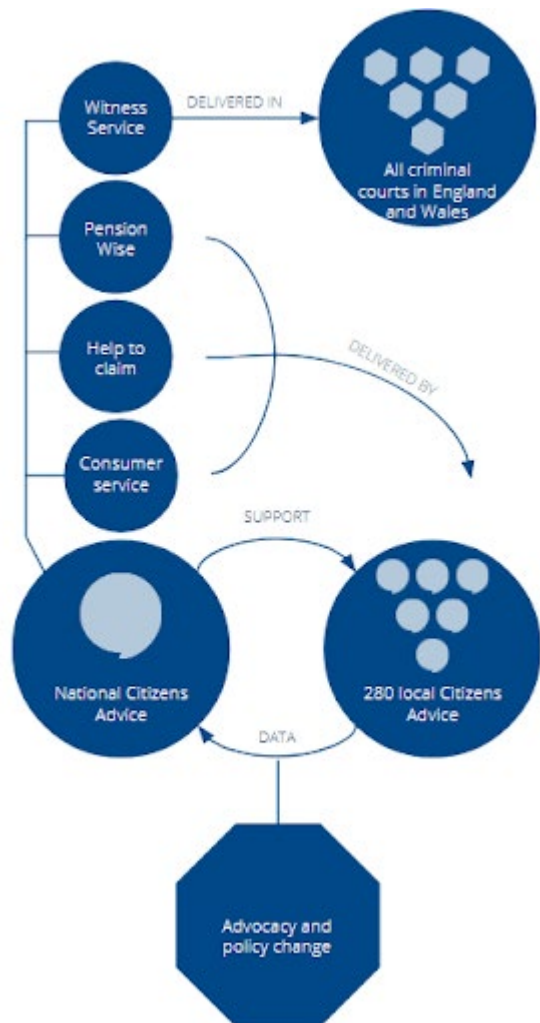 Witness
Service
DELIVERED IN
All criminal
courts in England
and Wales
Pension
Wise
Help to
claim
DELIVERED BY
Consumer
service
SUPPORT
National Citizens
Advice
280 local Citizens
Advice
DATA
Advocacy and
policy change